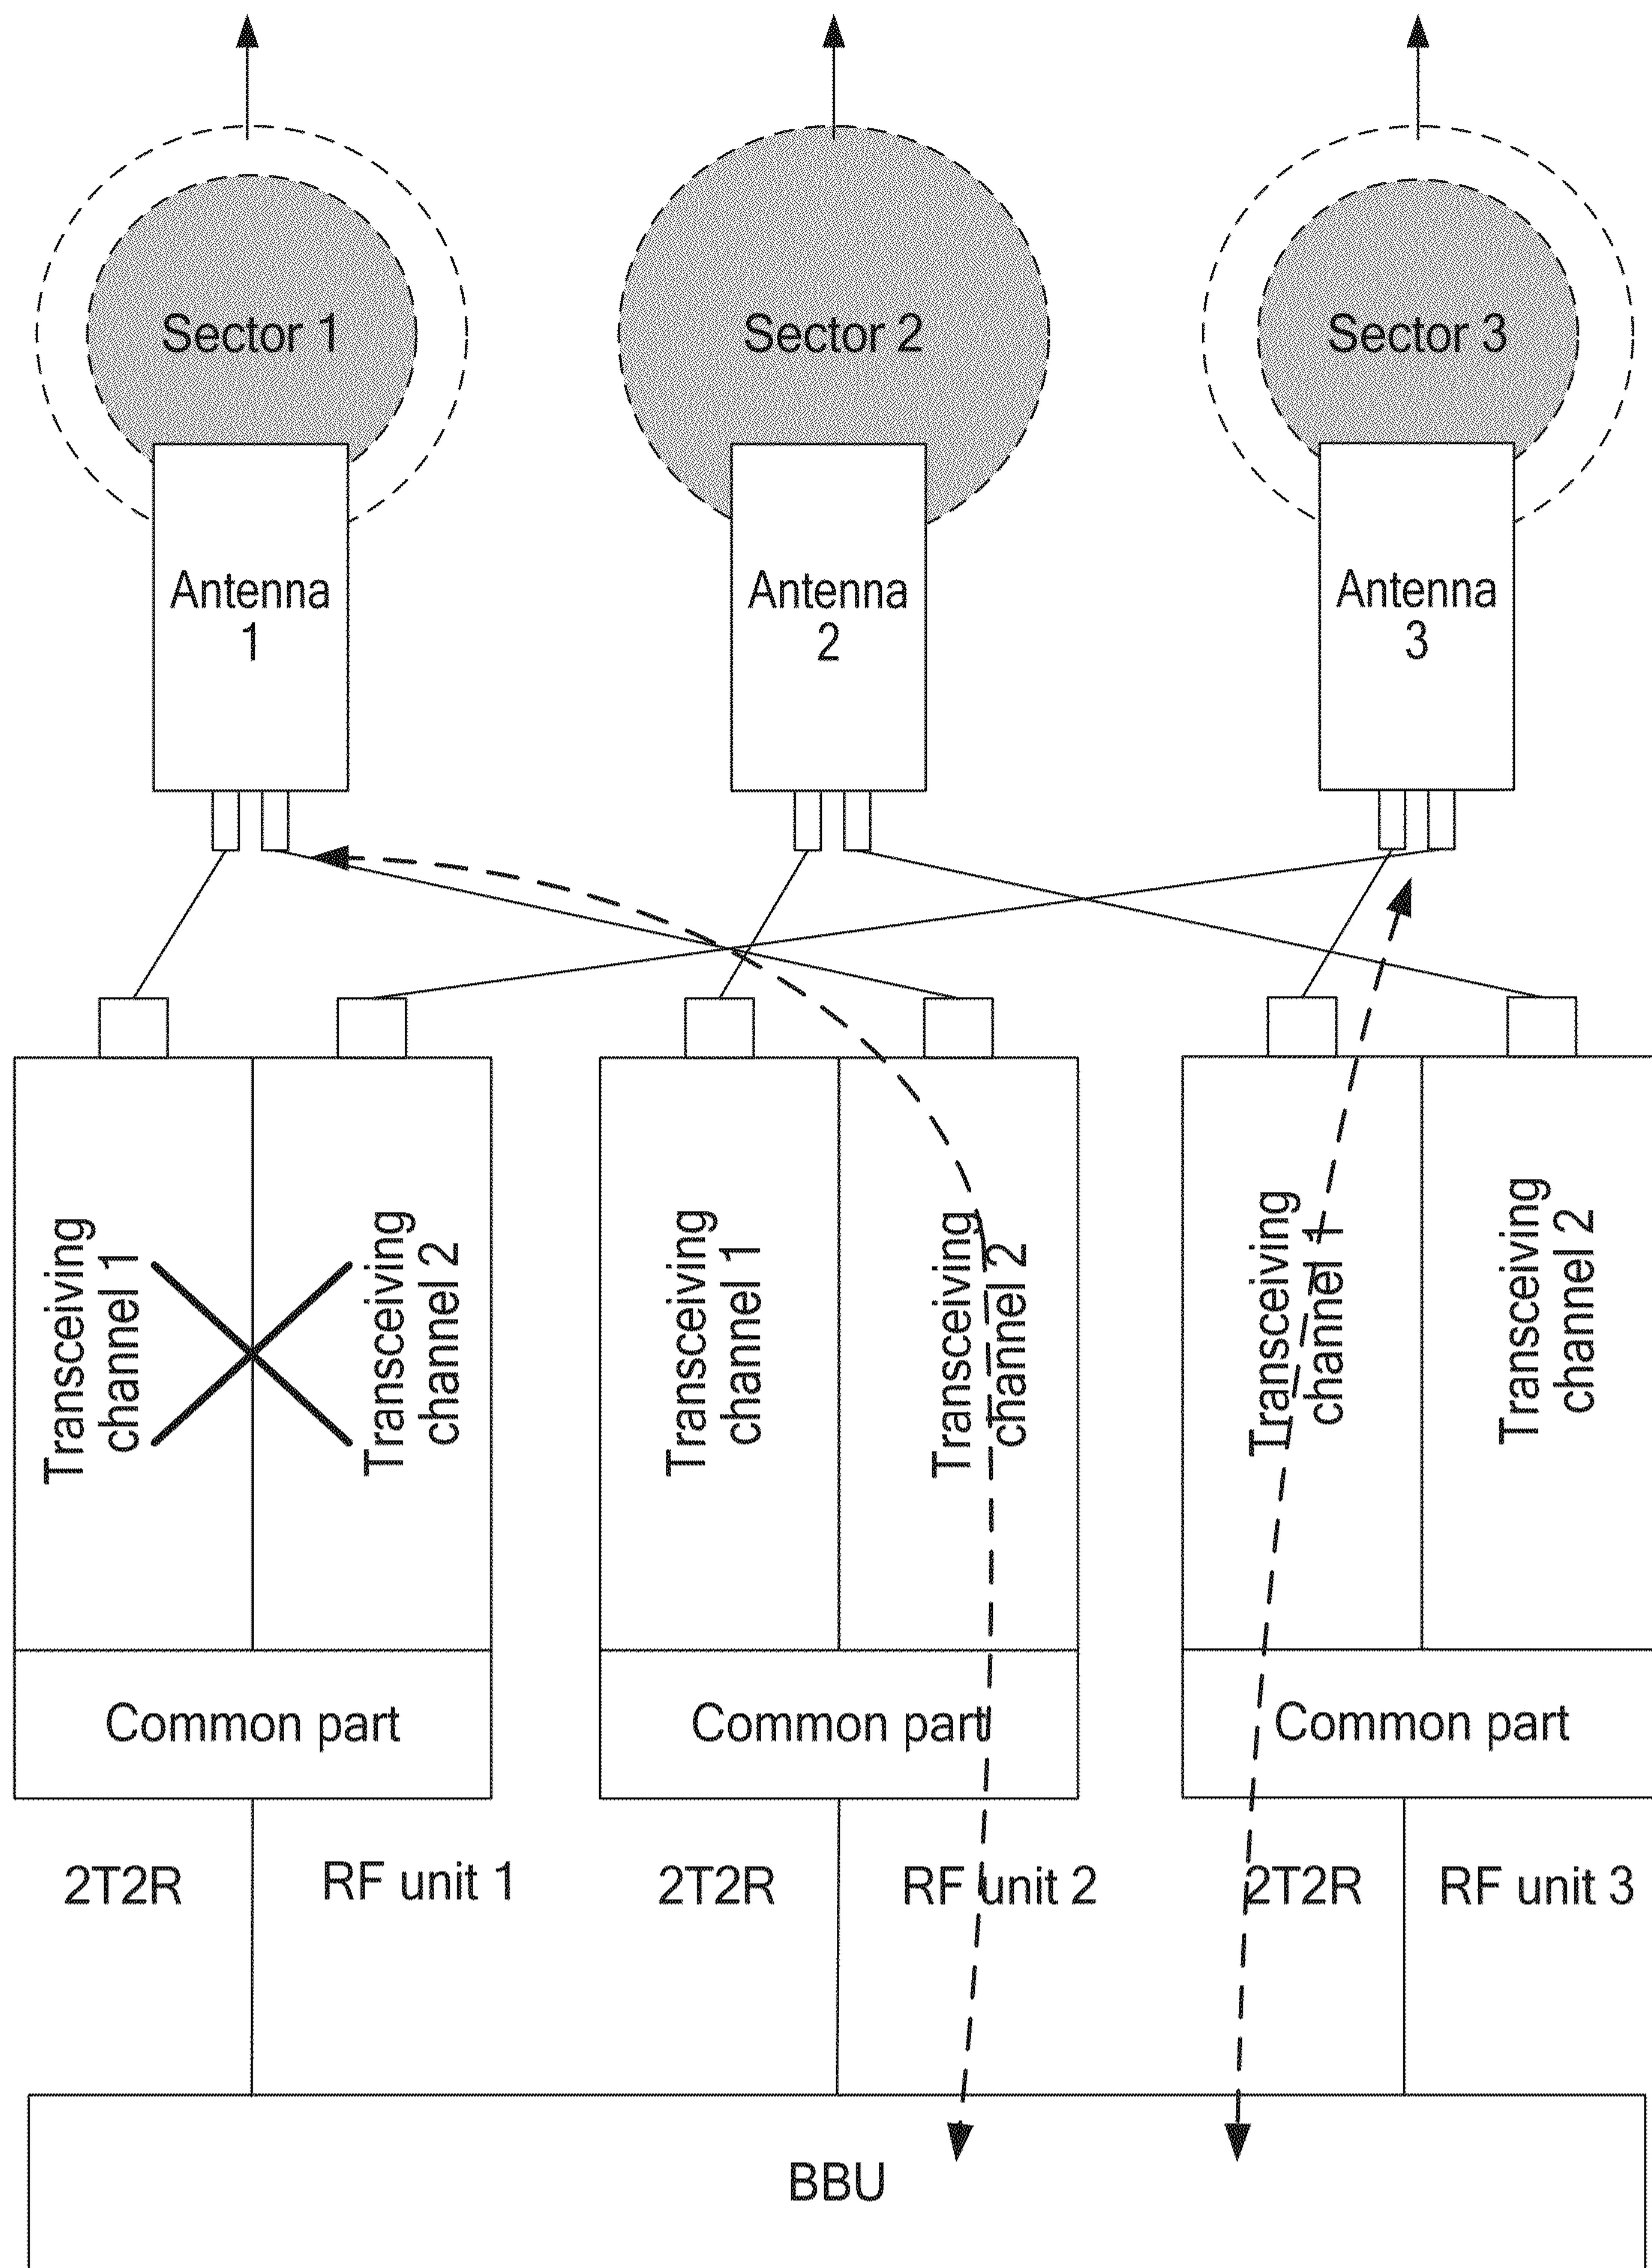 Sector 1
Sector 2
Sector 3
Antenna
1
Antenna
2
Antenna
3
Transceiving
channel 1
Transceiving
channel 2
Transceiving
channel 1
Transceiving
channel 2
Transceiving
channel 1
Transceiving
channel 2
Common part
Common part
Common part
2T2R
RF unit 1
2T2R
RF unit 2
2T2R
RF unit 3
BBU